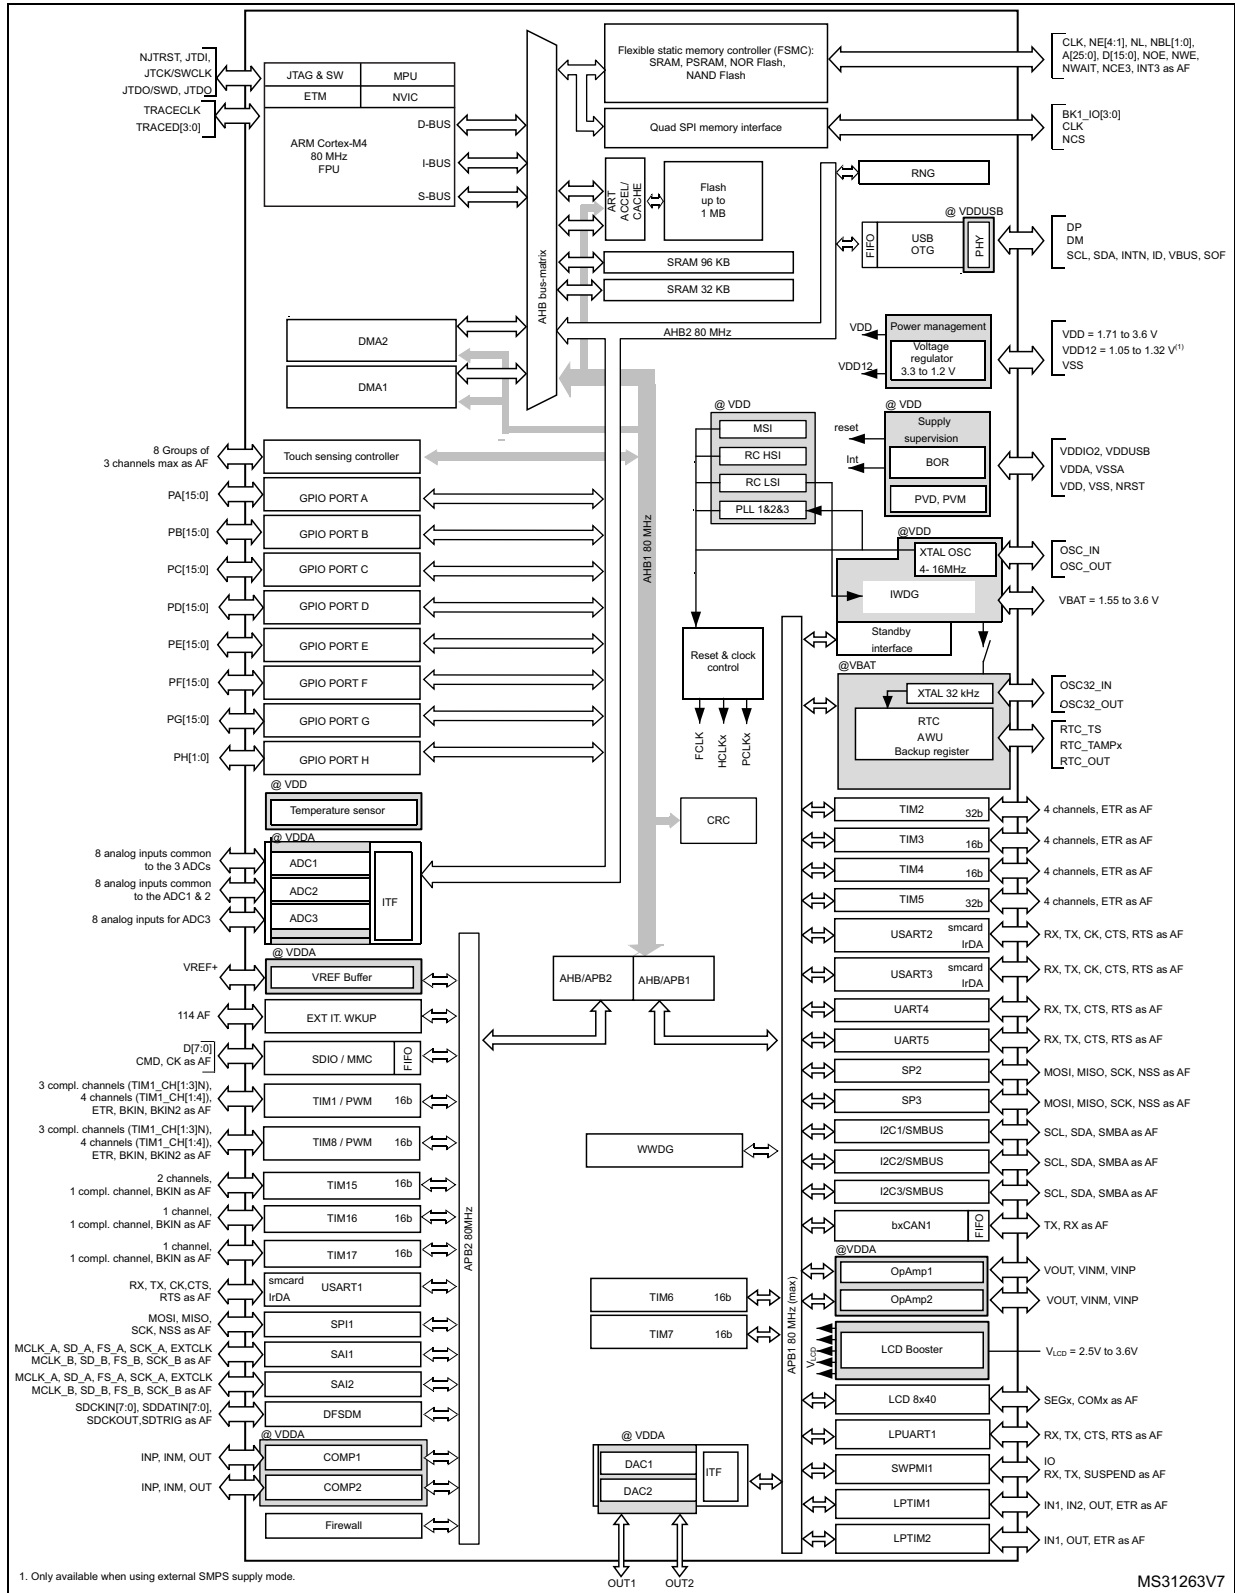 NJTRST, JTDI,
JTCK/SWCLK
JTDO/SWD, JTDO
TRACECLK
TRACED[3:0]
JTAG & SW
MPU
ETM
NVIC
ARM Cortex-M4
80 MHz
FPU
D-BUS
I-BUS
S-BUS
AHB bus-matrix
Flexible static memory controller (FSMC):
SRAM, PSRAM, NOR Flash,
NAND Flash
CLK, NE[4:1], NL, NBL[1:0],
A[25:0], D[15:0], NOE, NWE,
NWAIT, NCE3, INT3 as AF
Quad SPI memory interface
BK1_IO[3:0]
CLK
NCS
ART
ACCEL/
CACHE
Flash
up to
1 MB
SRAM 96 KB
SRAM 32 KB
AHB2 80 MHz
RNG
@ VDDUSB
FIFO
USB
OTG
PHY
DP
DM
SCL, SDA, INTN, ID, VBUS, SOF
DMA2
DMA1
VDD
Power management
Voltage
regulator
3.3 to 1.2 V
VDD12
VDD = 1.71 to 3.6 V
VDD12 = 1.05 to 1.32 V(1)
VSS
@ VDD
MSI
RC HSI
RC LSI
PLL 1&2&3
@ VDD
reset
Supply
supervision
Int
BOR
PVD, PVM
VDDIO2, VDDUSB
VDDA, VSSA
VDD, VSS, NRST
@VDD
XTAL OSC
4- 16MHz
IWDG
OSC_IN
OSC_OUT
VBAT = 1.55 to 3.6 V
Standby
interface
@VBAT
XTAL 32 kHz
RTC
AWU
Backup register
OSC32_IN
OSC32_OUT
RTC_TS
RTC_TAMPx
RTC_OUT
AHB1 80 MHz
Reset & clock
control
FCLK
HCLKx
PCLKx
CRC
8 Groups of
3 channels max as AF
Touch sensing controller
PA[15:0]
GPIO PORT A
PB[15:0]
GPIO PORT B
PC[15:0]
GPIO PORT C
PD[15:0]
GPIO PORT D
PE[15:0]
GPIO PORT E
PF[15:0]
GPIO PORT F
PG[15:0]
GPIO PORT G
PH[1:0]
GPIO PORT H
@ VDD
Temperature sensor
@ VDDA
8 analog inputs common
to the 3 ADCs
ADC1
8 analog inputs common
to the ADC1 & 2
ADC2
ITF
8 analog inputs for ADC3
ADC3
@ VDDA
VREF+
VREF Buffer
114 AF
EXT IT. WKUP
D[7:0]
CMD, CK as AF
SDIO / MMC
FIFO
3 compl. channels (TIM1_CH[1:3]N),
4 channels (TIM1_CH[1:4]),
ETR, BKIN, BKIN2 as AF
TIM1 / PWM
16b
3 compl. channels (TIM1_CH[1:3]N),
4 channels (TIM1_CH[1:4]),
ETR, BKIN, BKIN2 as AF
TIM8 / PWM
16b
2 channels,
1 compl. channel, BKIN as AF
TIM15
16b
1 channel,
1 compl. channel, BKIN as AF
TIM16
16b
1 channel,
1 compl. channel, BKIN as AF
TIM17
16b
RX, TX, CK,CTS,
RTS as AF
smcard
IrDA
USART1
MOSI, MISO,
SCK, NSS as AF
SPI1
MCLK_A, SD_A, FS_A, SCK_A, EXTCLK
MCLK_B, SD_B, FS_B, SCK_B as AF
SAI1
MCLK_A, SD_A, FS_A, SCK_A, EXTCLK
MCLK_B, SD_B, FS_B, SCK_B as AF
SAI2
SDCKIN[7:0], SDDATIN[7:0],
SDCKOUT,SDTRIG as AF
DFSDM
@ VDDA
INP, INM, OUT
COMP1
INP, INM, OUT
COMP2
Firewall
APB2 80MHz
AHB/APB2
AHB/APB1
WWDG
TIM6
16b
TIM7
16b
@ VDDA
DAC1
DAC2
ITF
OUT1
OUT2
APB1 80 MHz (max)
TIM2
32b
4 channels, ETR as AF
TIM3
16b
4 channels, ETR as AF
TIM4
16b
4 channels, ETR as AF
TIM5
32b
4 channels, ETR as AF
USART2
smcard
IrDA
RX, TX, CK, CTS, RTS as AF
USART3
smcard
IrDA
RX, TX, CK, CTS, RTS as AF
UART4
RX, TX, CTS, RTS as AF
UART5
RX, TX, CTS, RTS as AF
SP2
MOSI, MISO, SCK, NSS as AF
SP3
MOSI, MISO, SCK, NSS as AF
I2C1/SMBUS
SCL, SDA, SMBA as AF
I2C2/SMBUS
SCL, SDA, SMBA as AF
I2C3/SMBUS
SCL, SDA, SMBA as AF
bxCAN1
FIFO
TX, RX as AF
@VDDA
OpAmp1
VOUT, VINM, VINP
OpAmp2
VOUT, VINM, VINP
VLCD
LCD Booster
VLCD = 2.5V to 3.6V
LCD 8x40
SEGx, COMx as AF
LPUART1
RX, TX, CTS, RTS as AF
SWPMI1
IO
RX, TX, SUSPEND as AF
LPTIM1
IN1, IN2, OUT, ETR as AF
LPTIM2
IN1, OUT, ETR as AF
1. Only available when using external SMPS supply mode.
MS31263V7